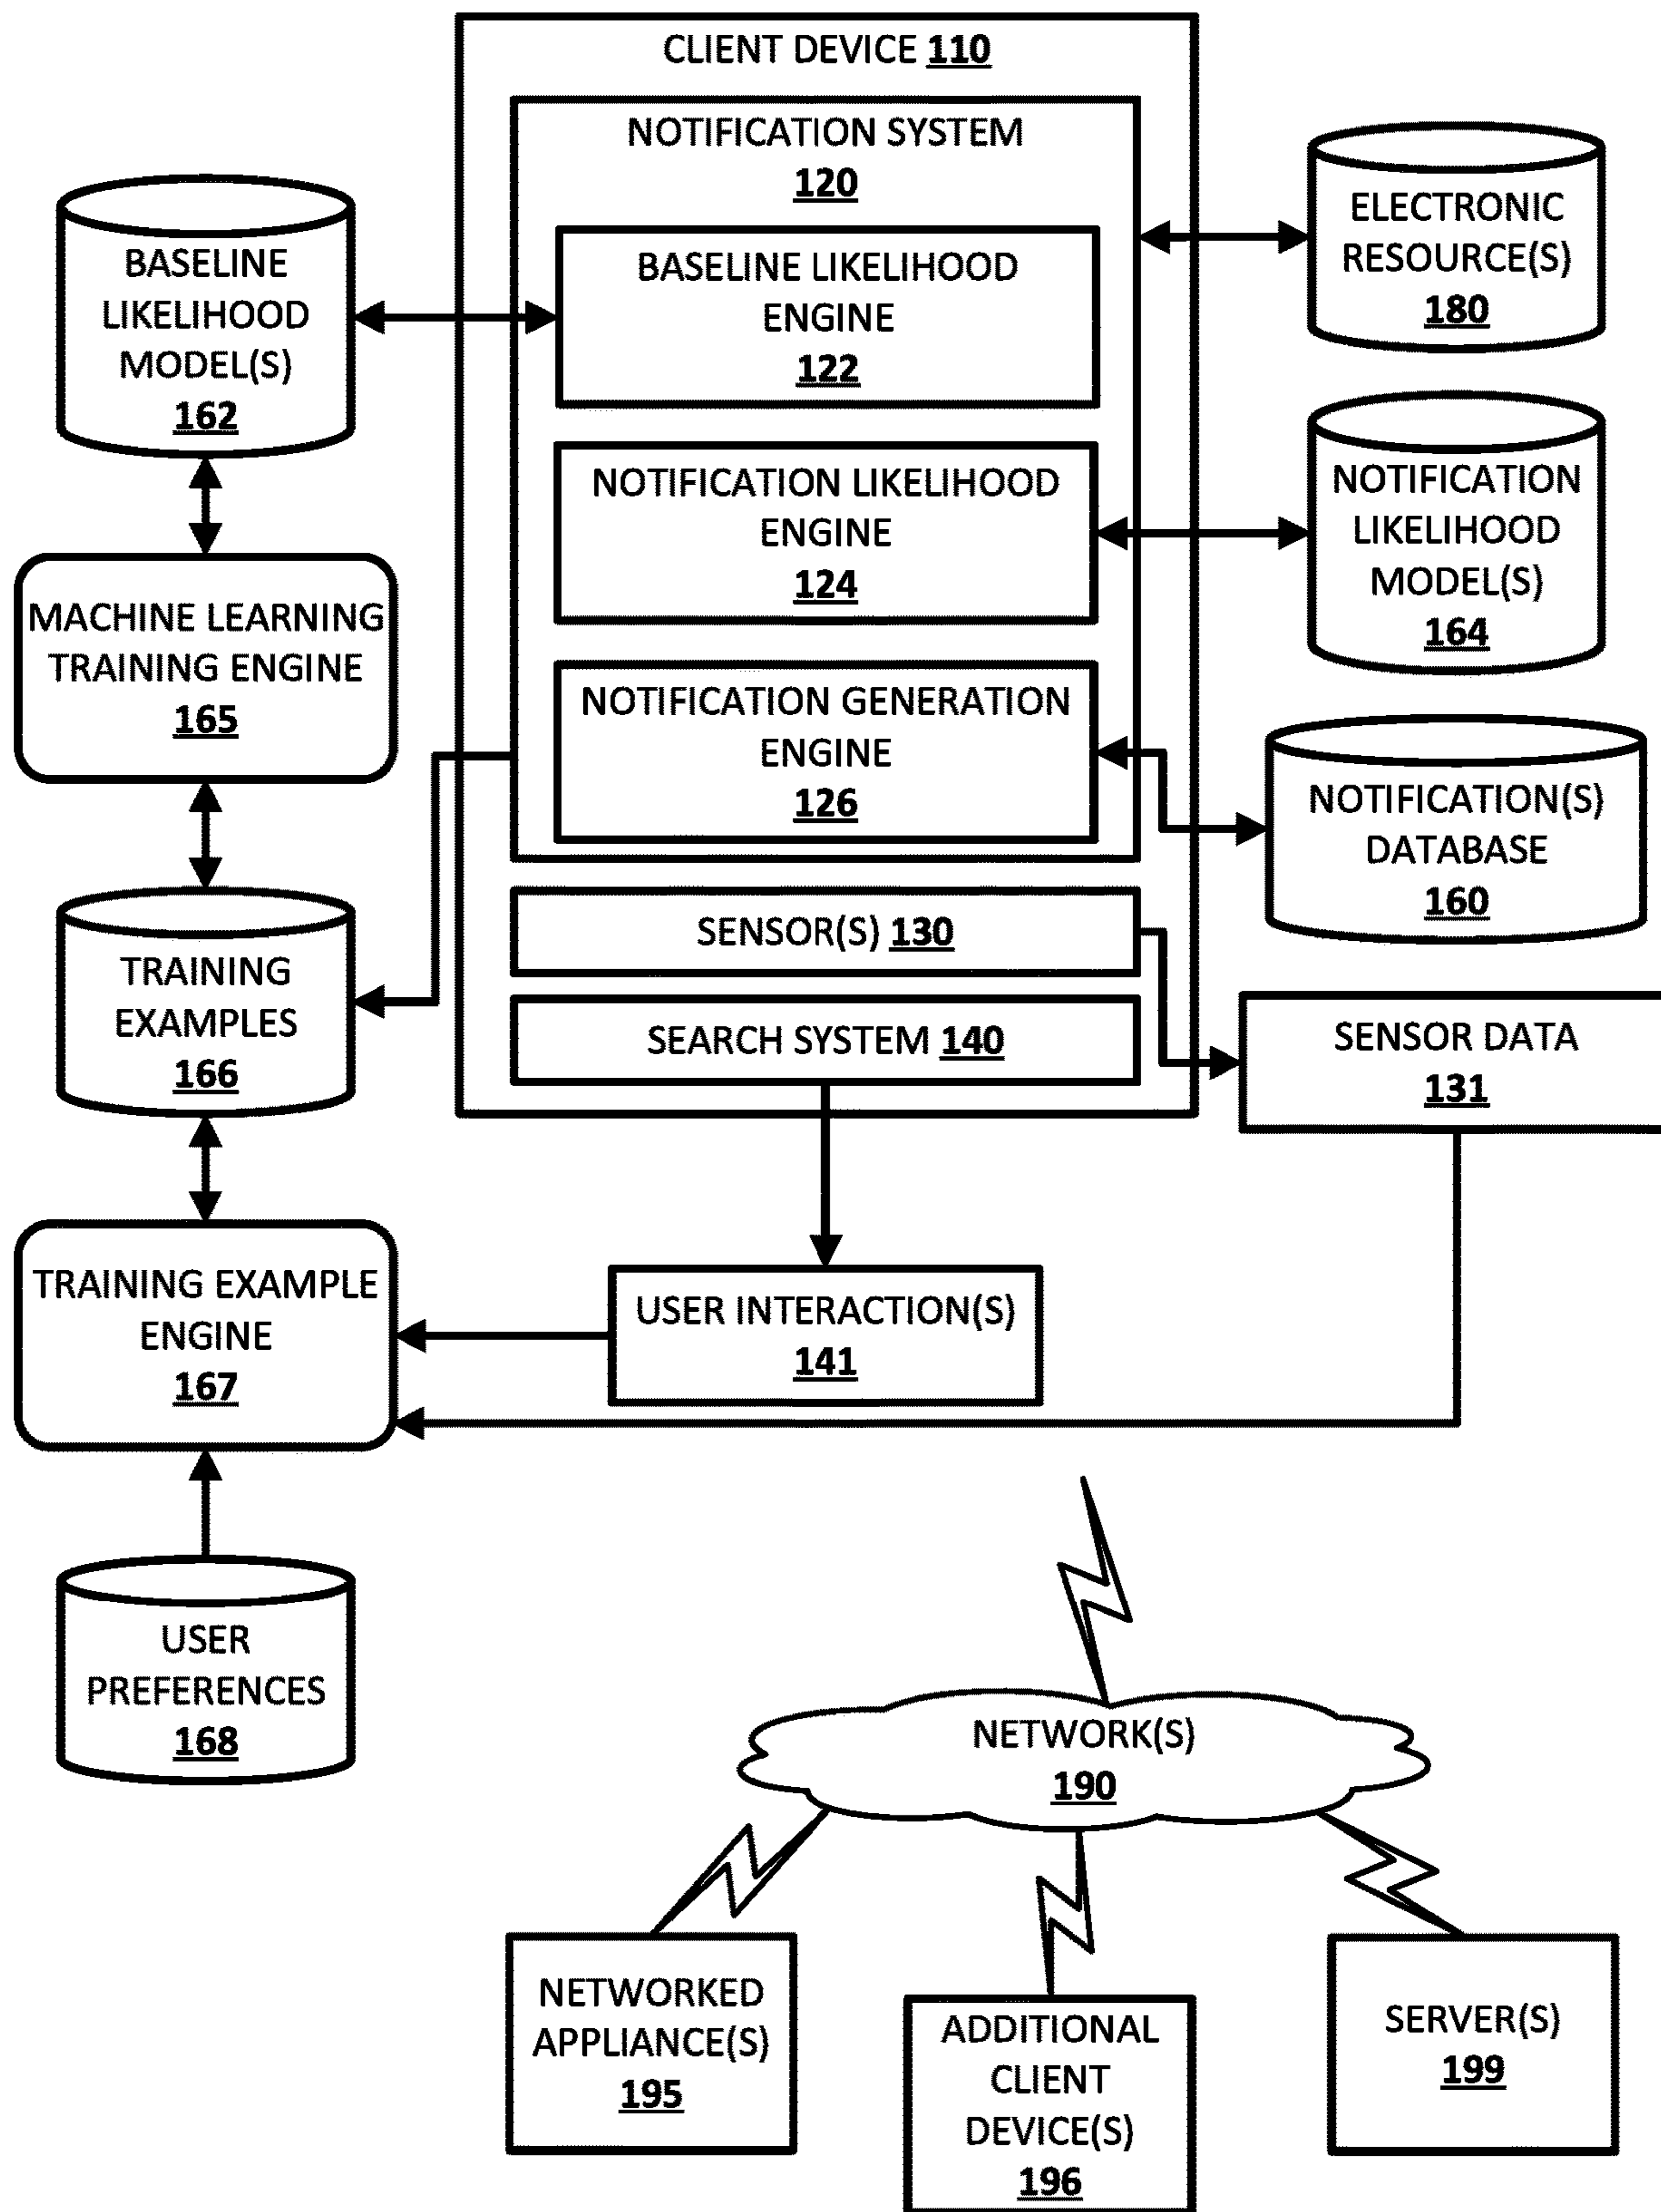 CLIENT DEVICE 110
NOTIFICATION SYSTEM
120
BASELINE LIKELIHOOD
ENGINE
122
NOTIFICATION LIKELIHOOD
ENGINE
124
NOTIFICATION GENERATION
ENGINE
126
SENSOR(S) 130
SEARCH SYSTEM 140
BASELINE
LIKELIHOOD
MODEL(S)
162
MACHINE LEARNING
TRAINING ENGINE
165
TRAINING
EXAMPLES
166
TRAINING EXAMPLE
ENGINE
167
USER
PREFERENCES
168
ELECTRONIC
RESOURCE(S)
180
NOTIFICATION
LIKELIHOOD
MODEL(S)
164
NOTIFICATION(S)
DATABASE
160
SENSOR DATA
131
USER INTERACTION(S)
141
NETWORK(S)
190
NETWORKED
APPLIANCE(S)
195
ADDITIONAL
CLIENT
DEVICE(S)
196
SERVER(S)
199